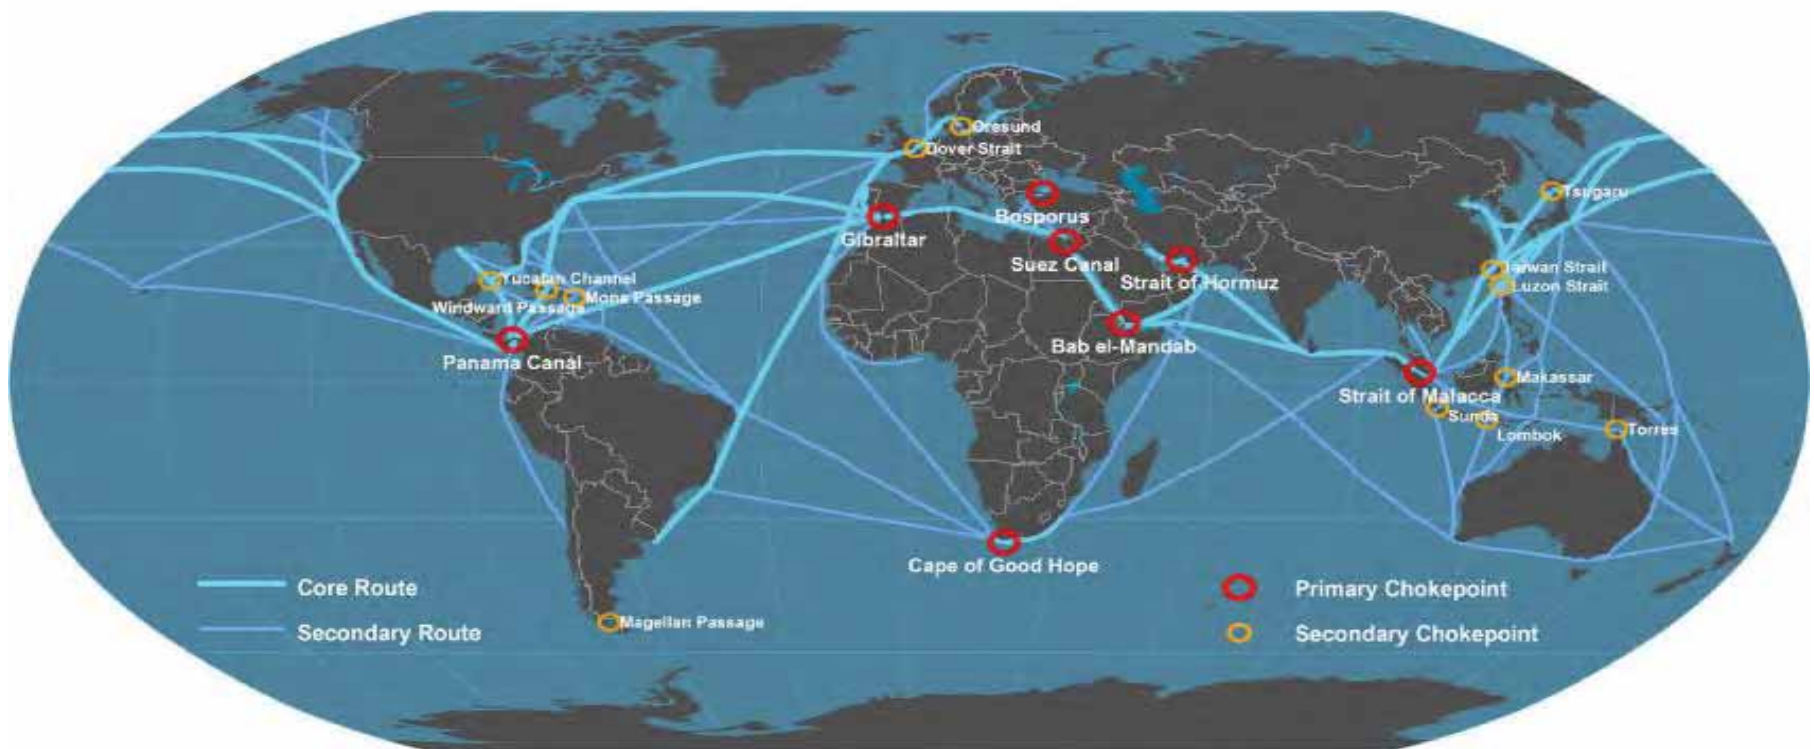 Oresund
Dover Strait
Tsugaru
Bosporus
Gibraltar
Suez Canal
Strait of Hormuz
Taiwan Strait
Luzon Strait
Yucatan Channel
Windward Passage
Mona Passage
Panama Canal
Bab el-Mandab
Makassar
Strait of Malacca
Sunda
Lombok
Torres
Cape of Good Hope
Core Route
Secondary Route
Magellan Passage
Primary Chokepoint
Secondary Chokepoint